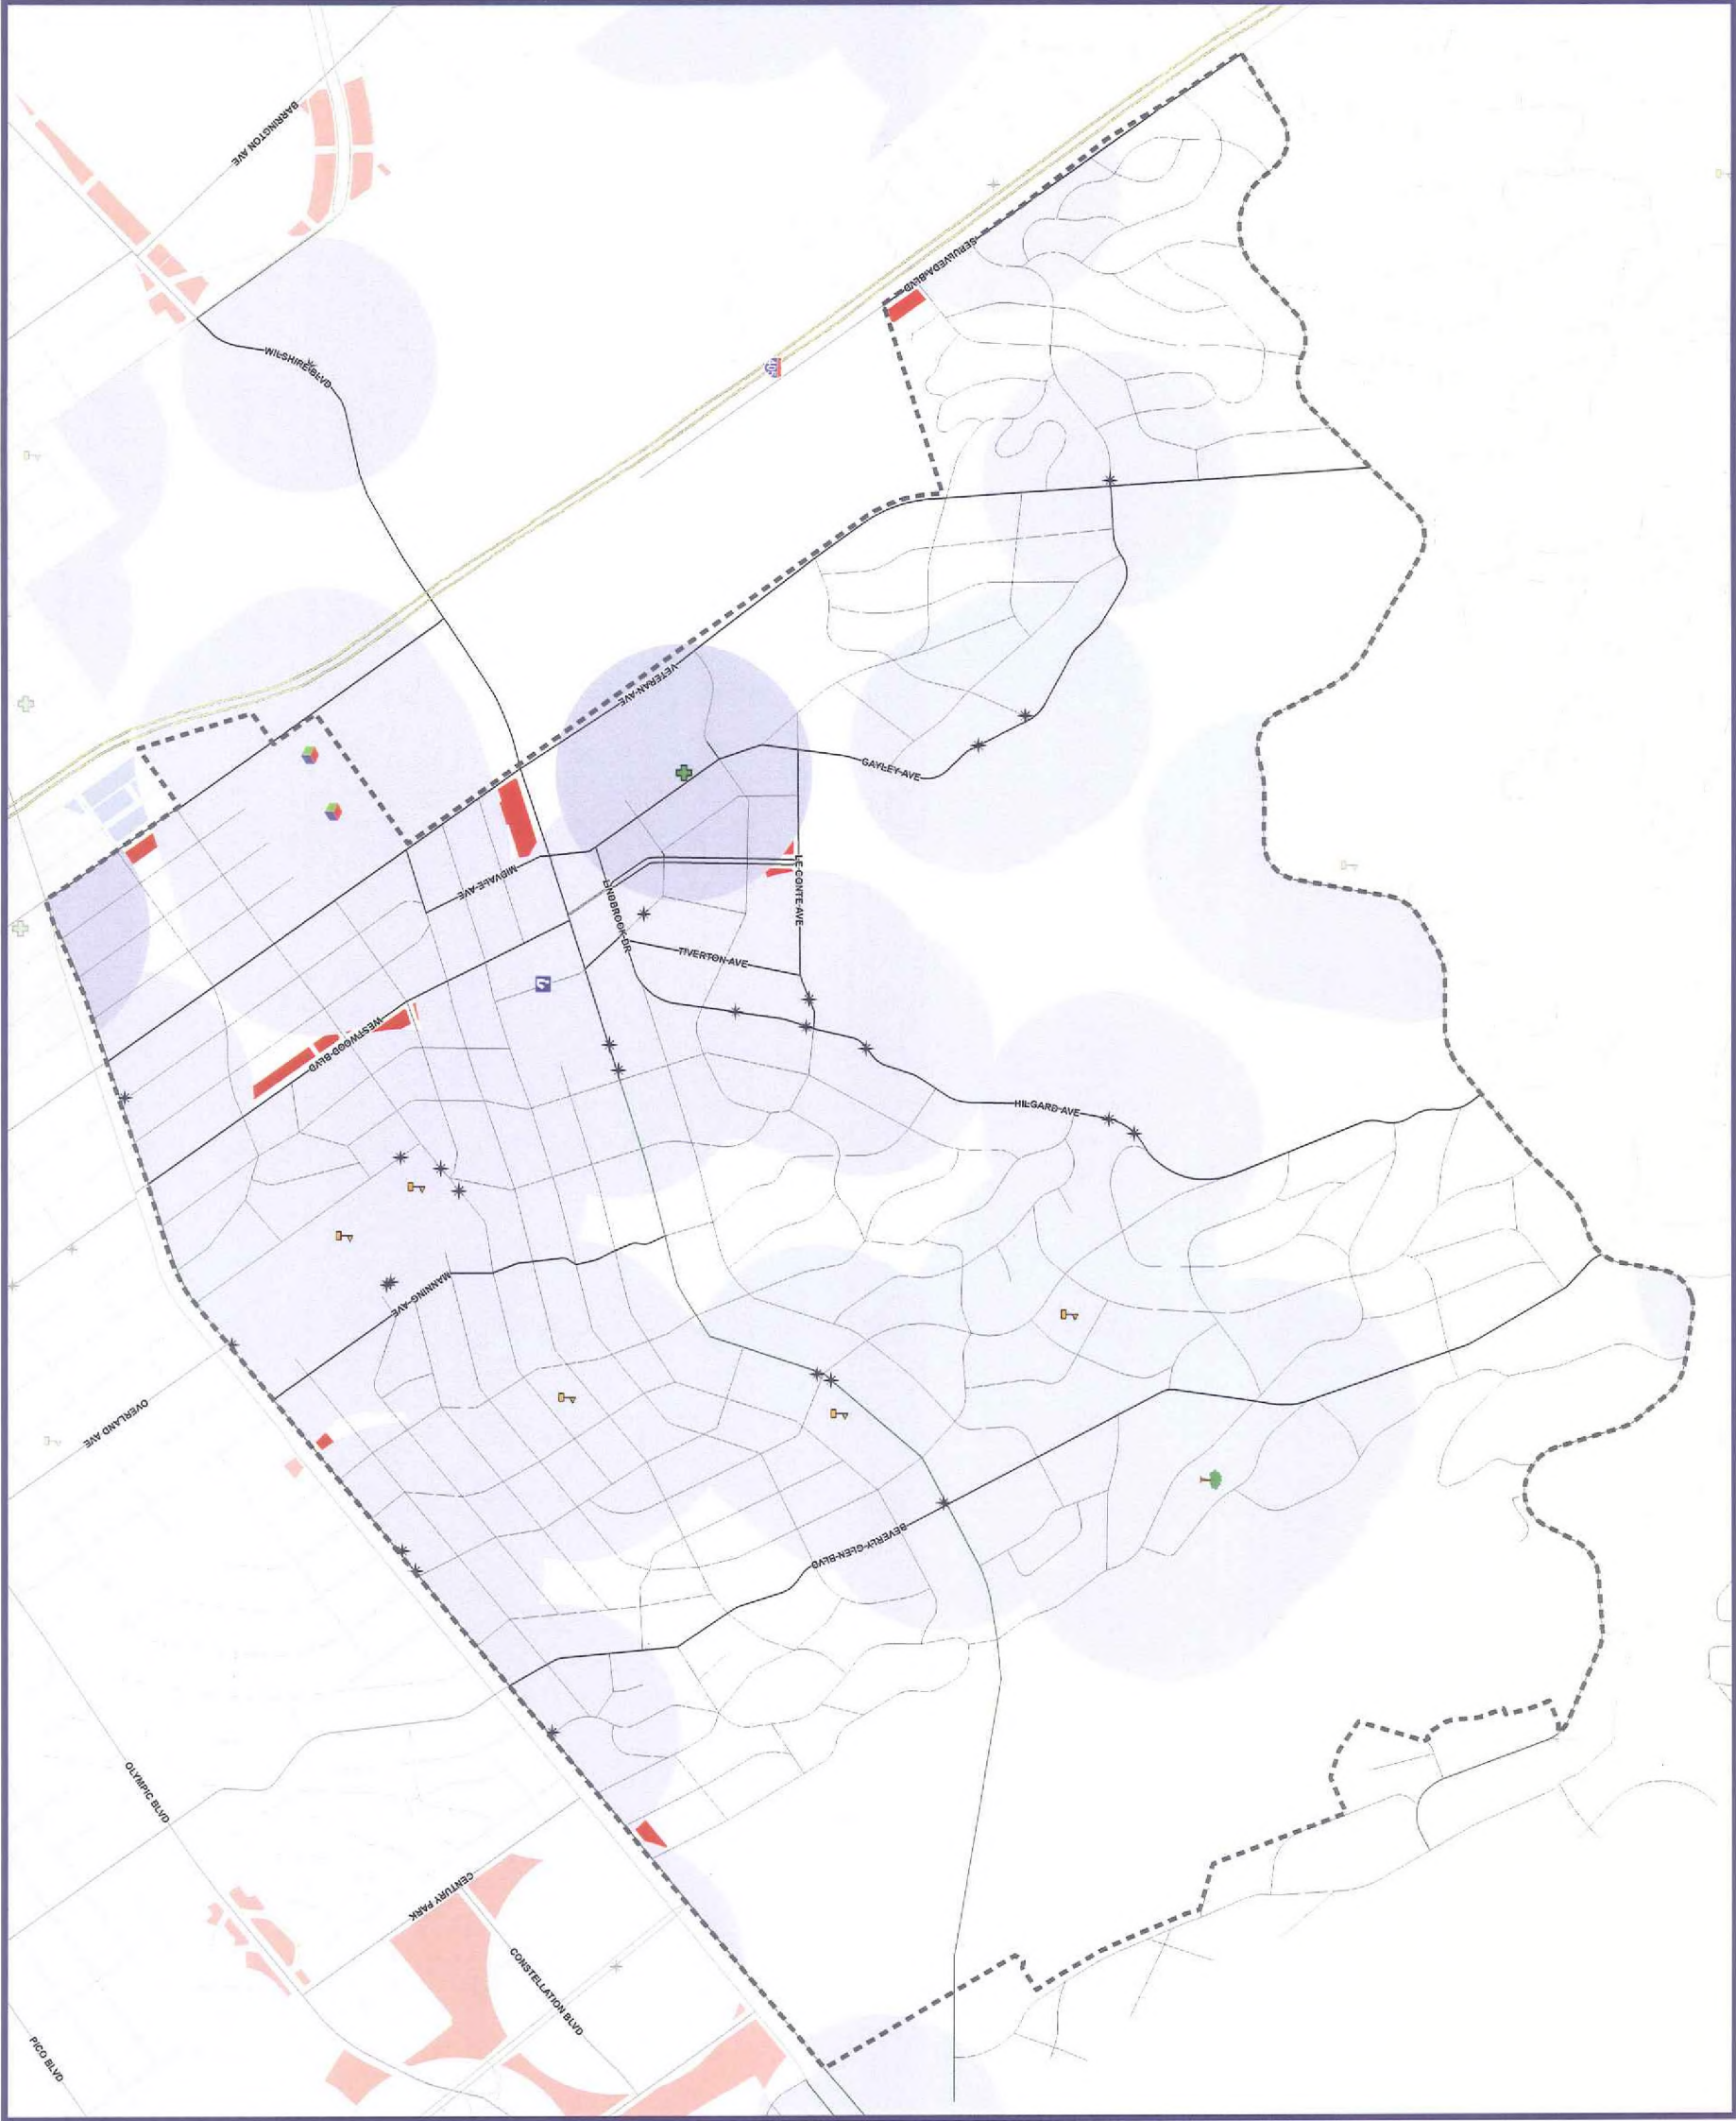 BARRINGTON AVE
WILSHIRE BLVD
SEPULVEDA BLVD
405
VETERAN AVE
GAYLEY AVE
MIDVALE AVE
LE CONTE AVE
LINDBROOK DR
TIVERTON AVE
WESTWOOD BLVD
HILGARD AVE
MANNING AVE
OVERLAND AVE
BEVERLY GLEN BLVD
OLYMPIC BLVD
CENTURY PARK
CONSTELLATION BLVD
PICO BLVD